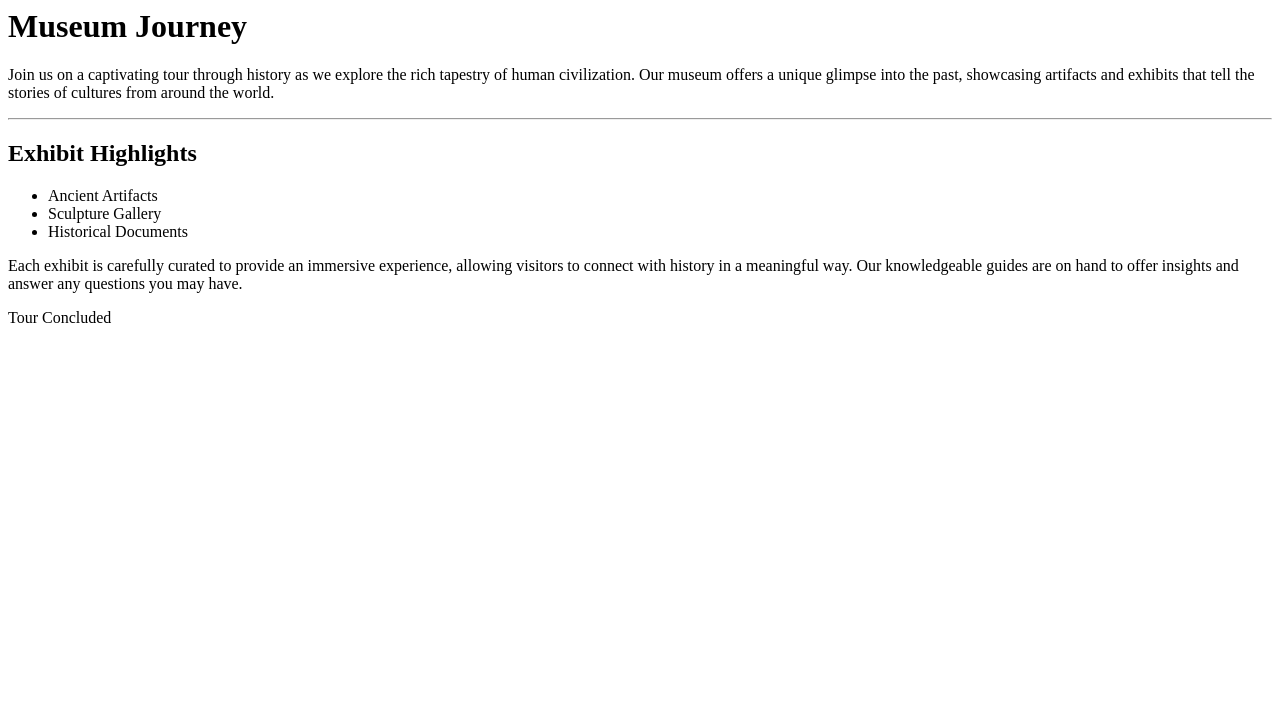 Museum Journey
Join us on a captivating tour through history as we explore the rich tapestry of human civilization. Our museum offers a unique glimpse into the past, showcasing artifacts and exhibits that tell the
stories of cultures from around the world.
Exhibit Highlights
Ancient Artifacts
Sculpture Gallery
Historical Documents
Each exhibit is carefully curated to provide an immersive experience, allowing visitors to connect with history in a meaningful way. Our knowledgeable guides are on hand to offer insights and
answer any questions you may have.
Tour Concluded